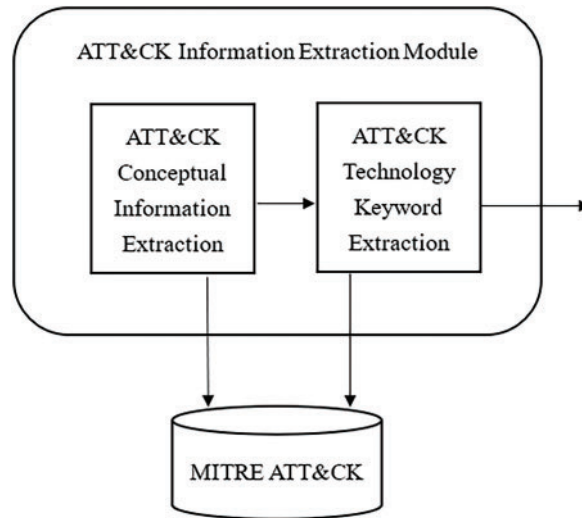 ATT&CK Information Extraction Module
ATT&CK
Conceptual
Information
Extraction
ATT&CK
Technology
Keyword
Extraction
MITRE ATT&CK